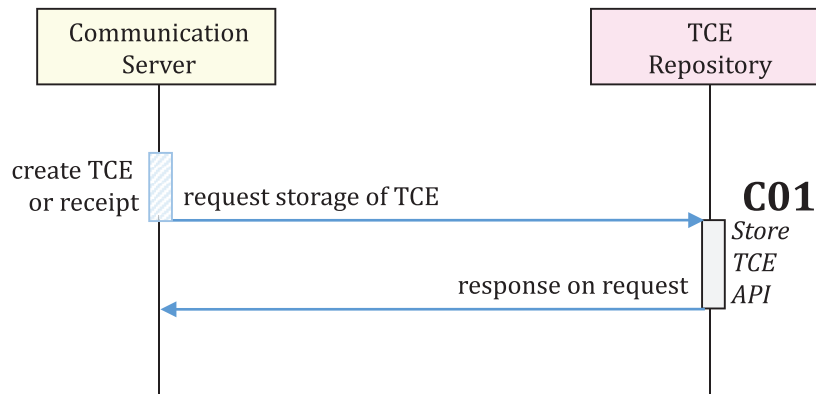 Communication
Server
TCE
Repository
create TCE
or receipt
request storage of TCE
C01
Store
TCE
API
response on request